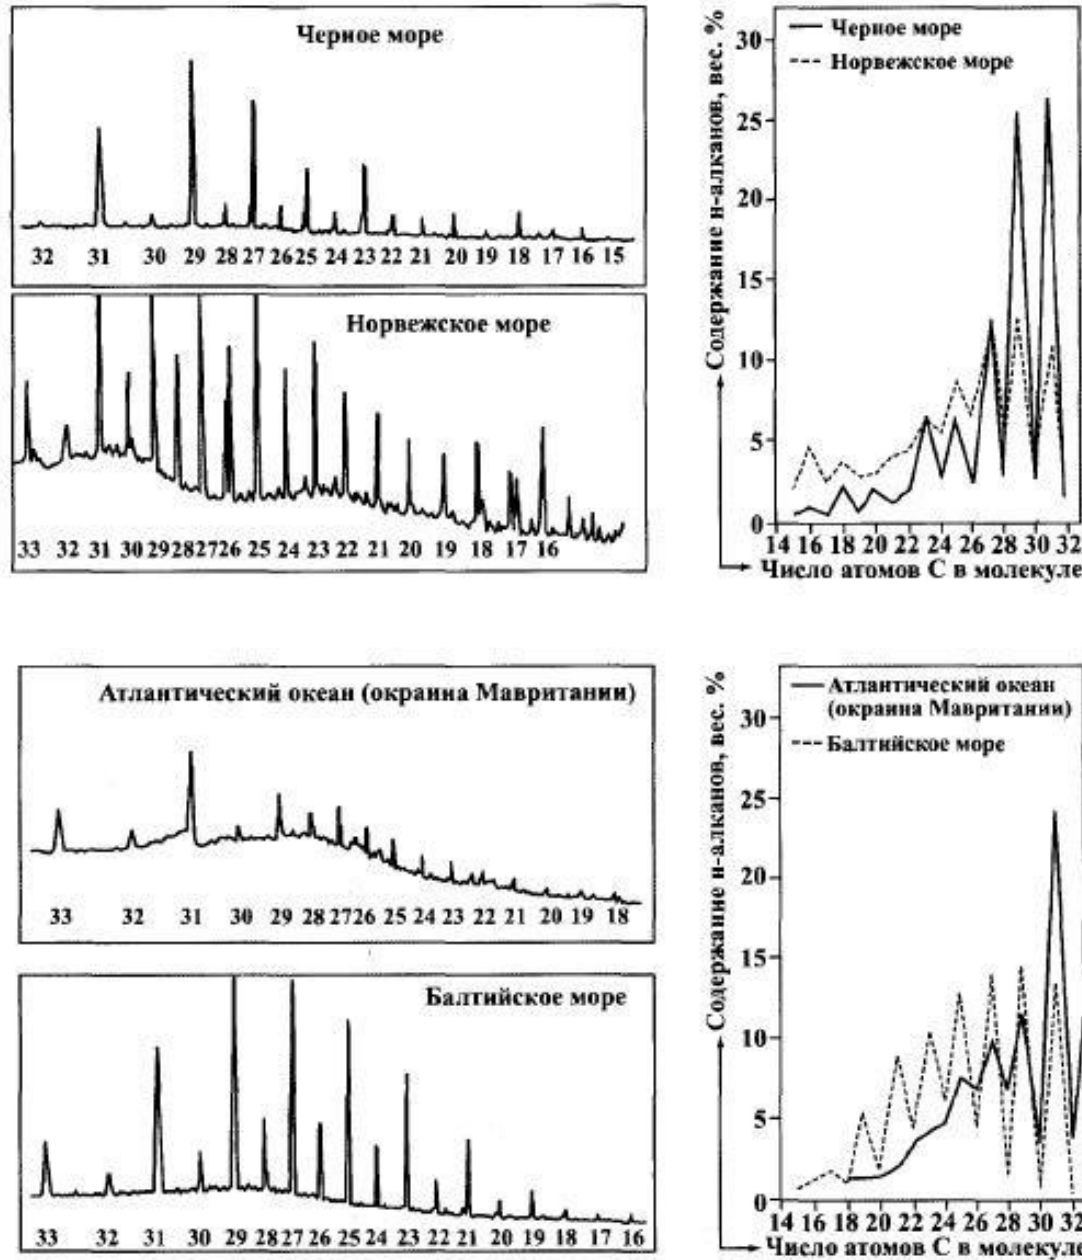 Черное море
32 31 30 29 28 27 26 25 24 23 22 21 20 19 18 17 16 15
Норвежское море
33 32 31 30 29 28 27 26 25 24 23 22 21 20 19 18 17 16
Содержание н-алканов, вес. %
Черное море
Норвежское море
30
25
20
15
10
5
0
14 16 18 20 22 24 26 28 30 32
Число атомов С в молекуле
Атлантический океан (окраина Мавритании)
33 32 31 30 29 28 27 26 25 24 23 22 21 20 19 18
Балтийское море
33 32 31 30 29 28 27 26 25 24 23 22 21 20 19 18 17 16
Содержание н-алканов, вес. %
Атлантический океан
(окраина Мавритании)
Балтийское море
30
25
20
15
10
5
0
14 16 18 20 22 24 26 28 30 32
Число атомов С в молекуле